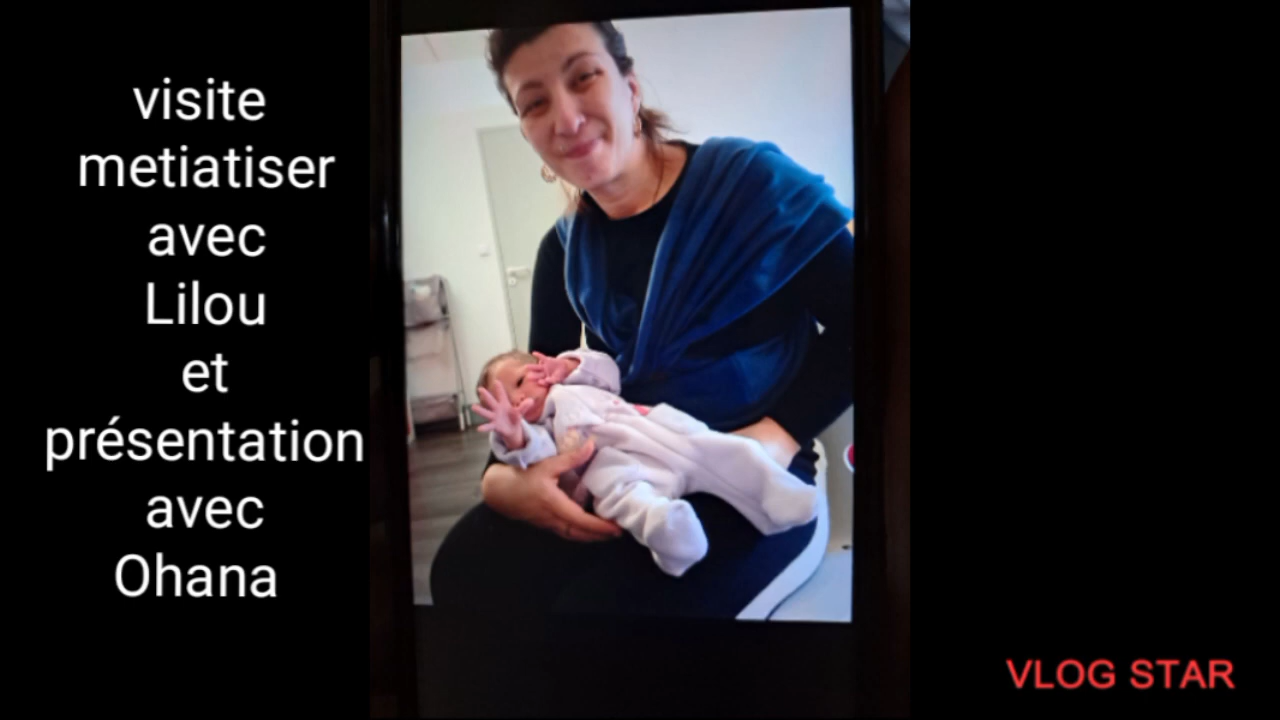 visite
metiatiser
avec
Lilou
et
présentation
avec
Ohana
VLOG STAR